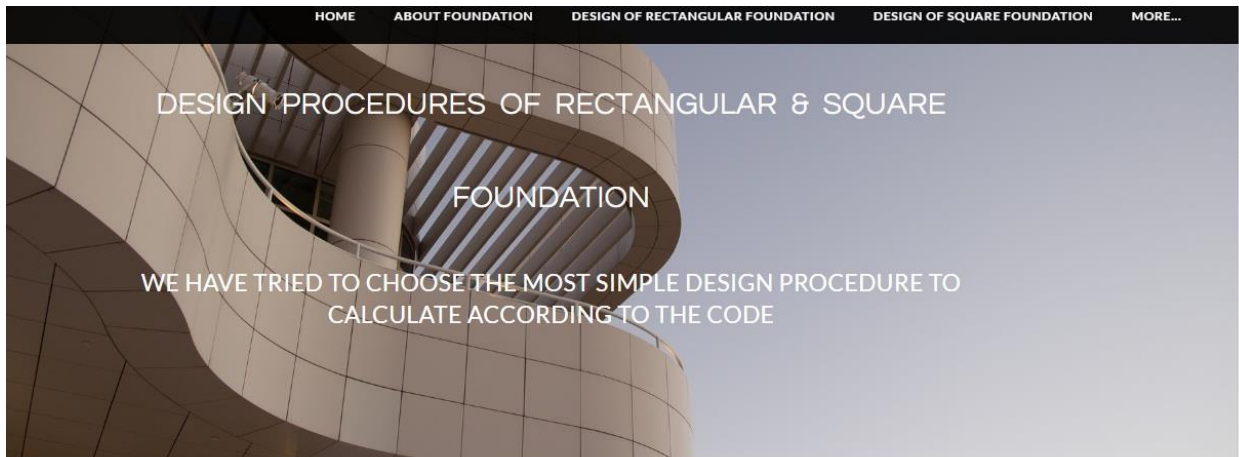 HOME ABOUT FOUNDATION DESIGN OF RECTANGULAR FOUNDATION DESIGN OF SQUARE FOUNDATION MORE...
DESIGN PROCEDURES OF RECTANGULAR & SQUARE
FOUNDATION
WE HAVE TRIED TO CHOOSE THE MOST SIMPLE DESIGN PROCEDURE TO
CALCULATE ACCORDING TO THE CODE